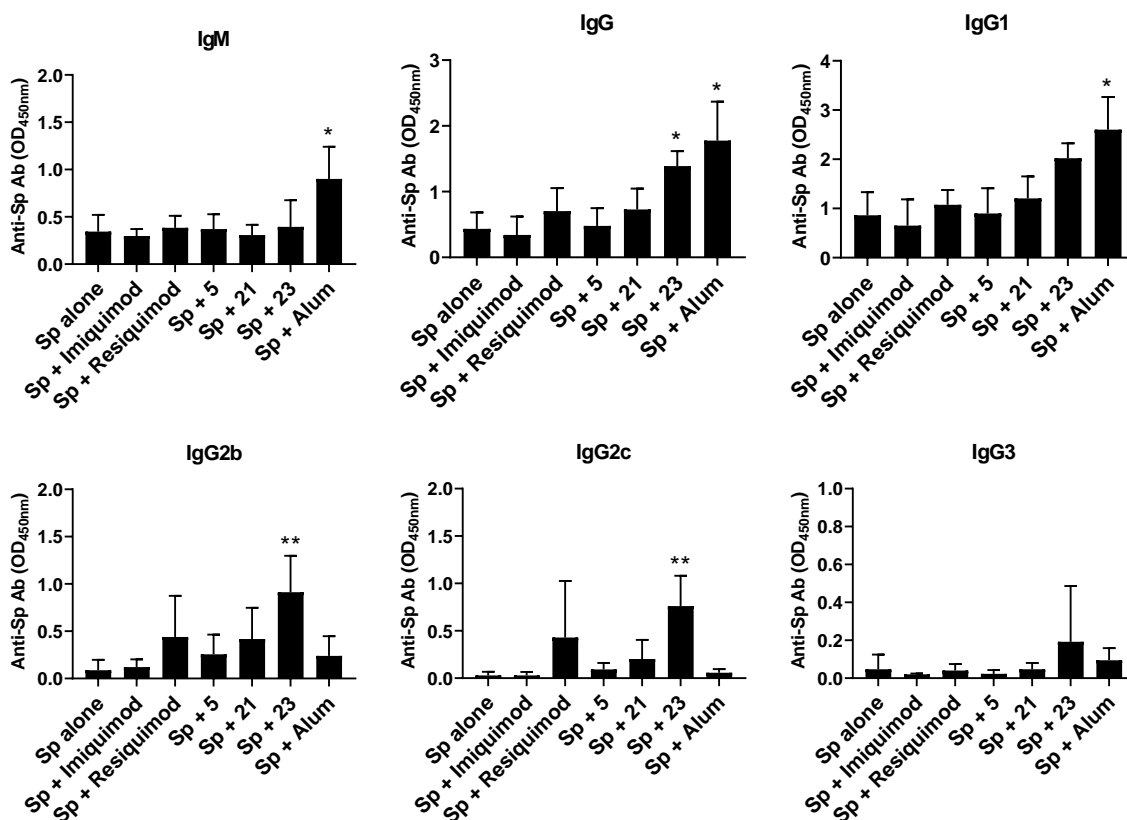 IgM
Anti-Sp Ab (OD450nm)
2.0
1.5
1.0
0.5
0.0
*
Sp alone
Sp + Imiquimod
Sp + Resiquimod
Sp + 5
Sp + 21
Sp + 23
Sp + Alum
IgG
Anti-Sp Ab (OD450nm)
3
2
1
0
*
*
Sp alone
Sp + Imiquimod
Sp + Resiquimod
Sp + 5
Sp + 21
Sp + 23
Sp + Alum
IgG1
Anti-Sp Ab (OD450nm)
4
3
2
1
0
*
Sp alone
Sp + Imiquimod
Sp + Resiquimod
Sp + 5
Sp + 21
Sp + 23
Sp + Alum
IgG2b
Anti-Sp Ab (OD450nm)
2.0
1.5
1.0
0.5
0.0
**
Sp alone
Sp + Imiquimod
Sp + Resiquimod
Sp + 5
Sp + 21
Sp + 23
Sp + Alum
IgG2c
Anti-Sp Ab (OD450nm)
2.0
1.5
1.0
0.5
0.0
**
Sp alone
Sp + Imiquimod
Sp + Resiquimod
Sp + 5
Sp + 21
Sp + 23
Sp + Alum
IgG3
Anti-Sp Ab (OD450nm)
1.0
0.8
0.6
0.4
0.2
0.0
Sp alone
Sp + Imiquimod
Sp + Resiquimod
Sp + 5
Sp + 21
Sp + 23
Sp + Alum